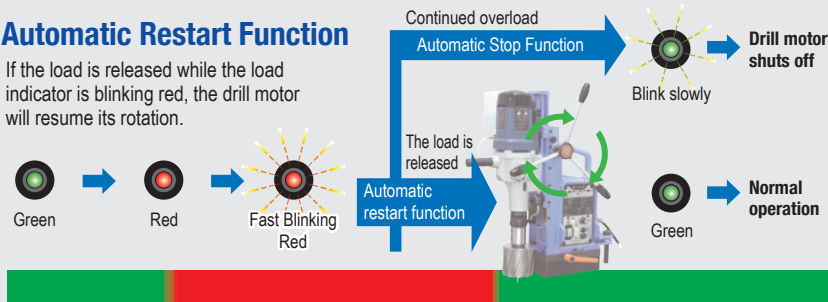 Automatic Restart Function
If the load is released while the load
indicator is blinking red, the drill motor
will resume its rotation.
Green
Red
Fast Blinking
Red
Continued overload
Automatic Stop Function
Blink slowly
Drill motor
shuts off
The load is
released
Automatic
restart function
Green
Normal
operation